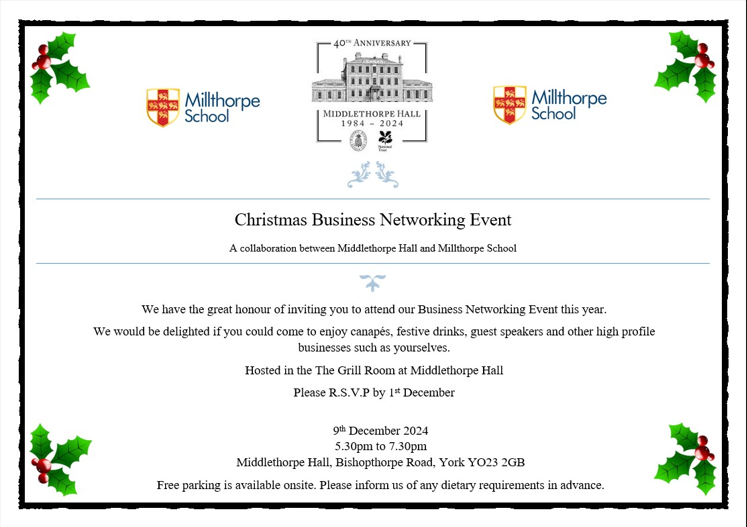 40TH ANNIVERSARY
Millthorpe
School
MIDDLETHORPE HALL
1984 – 2024
National
Trust
Millthorpe
School
Christmas Business Networking Event
A collaboration between Middlethorpe Hall and Millthorpe School
We have the great honour of inviting you to attend our Business Networking Event this year.
We would be delighted if you could come to enjoy canapés, festive drinks, guest speakers and other high profile
businesses such as yourselves.
Hosted in the The Grill Room at Middlethorpe Hall
Please R.S.V.P by 1st December
9th December 2024
5.30pm to 7.30pm
Middlethorpe Hall, Bishopthorpe Road, York YO23 2GB
Free parking is available onsite. Please inform us of any dietary requirements in advance.